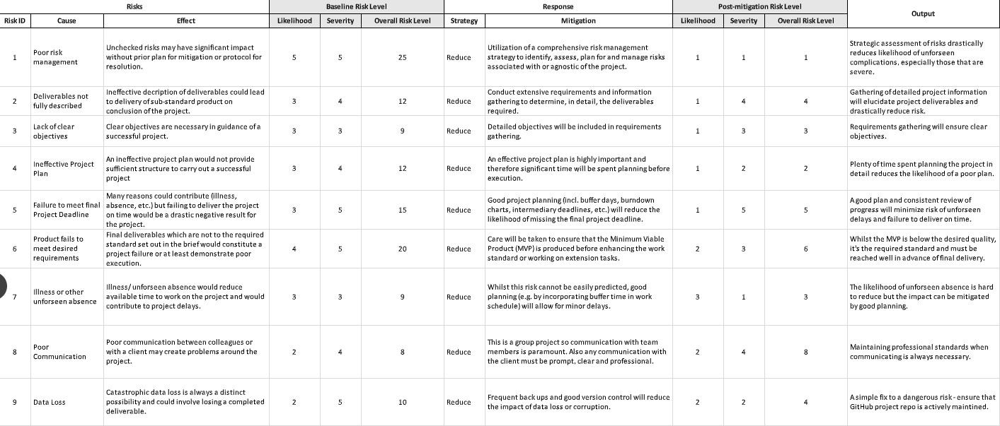 Risks Baseline Risk Level Response Post-mitigation Risk Level Output
Risk ID Cause Effect Likelihood Severity Overall Risk Level Strategy Mitigation Likelihood Severity Overall Risk Level
1
Poor risk
management
Unchecked risks may have significant impact
without prior plan for mitigation or protocol for
resolution.
5
5
25
Reduce
Utilization of a comprehensive risk management
strategy to identify, assess, plan for and manage risks
associated with or agnostic of the project.
1
1
1
Strategic assessment of risks drastically
reduces likelihood of unforseen
complications, especially those that are
severe.
2
Deliverables not
fully described
Ineffective decription of deliverables could lead
to delivery of sub-standard product on
conclusion of the project.
3
4
12
Reduce
Conduct extensive requirements and information
gathering to determine, in detail, the deliverables
required.
1
4
4
Gathering of detailed project information
will elucidate project deliverables and
drastically reduce risk.
3
Lack of clear
objectives
Clear objectives are necessary in guidance of a
successful project.
3
3
9
Reduce
Detailed objectives will be included in requirements
gathering.
1
3
3
Requirements gathering will ensure clear
objectives.
4
Ineffective Project
Plan
An ineffective project plan would not provide
sufficient structure to carry out a successful
project
3
4
12
Reduce
An effective project plan is highly important and
therefore significant time will be spent planning before
execution.
1
2
2
Plenty of time spent planning the project in
detail reduces the likelihood of a poor plan.
5
Failure to meet final
Project Deadline
Many reasons could contribute (illness,
absence, etc.) but failing to deliver the project
on time would be a drastic negative result for
the project.
3
5
15
Reduce
Good project planning (incl. buffer days, burndown
charts, intermediary deadlines, etc.) will reduce the
likelihood of missing the final project deadline.
1
5
5
A good plan and consistent review of
progress will minimize risk of unforseen
delays and failure to deliver on time.
6
Product fails to
meet desired
requirements
Final deliverables which are not to the required
standard set out in the brief would constitute a
project failure or at least demonstrate poor
execution.
4
5
20
Reduce
Care will be taken to ensure that the Minimum Viable
Product (MVP) is produced before enhancing the work
standard or working on extension tasks.
2
3
6
Whilst the MVP is below the desired quality,
it's the required standard and must be
reached well in advance of final delivery.
7
Illness or other
unforseen absence
Illness/ unforseen absence would reduce
available time to work on the project and would
contribute to project delays.
3
3
9
Reduce
Whilst this risk cannot be easily predicted, good
planning (e.g. by incorporating buffer time in work
schedule) will allow for minor delays.
3
1
3
The likelihood of unforseen absence is hard
to reduce but the impact can be mitigated
by good planning.
8
Poor
Communication
Poor communication between colleagues or
with a client may create problems around the
project.
2
4
8
Reduce
This is a group project so communication with team
members is paramount. Also any communication with
the client must be prompt, clear and professional.
2
4
8
Maintaining professional standards when
communicating is always necessary.
9
Data Loss
Catastrophic data loss is always a distinct
possibility and could involve losing a completed
deliverable.
2
5
10
Reduce
Frequent back ups and good version control will reduce
the impact of data loss or corruption.
2
2
4
A simple fix to a dangerous risk - ensure that
GitHub project repo is actively maintined.